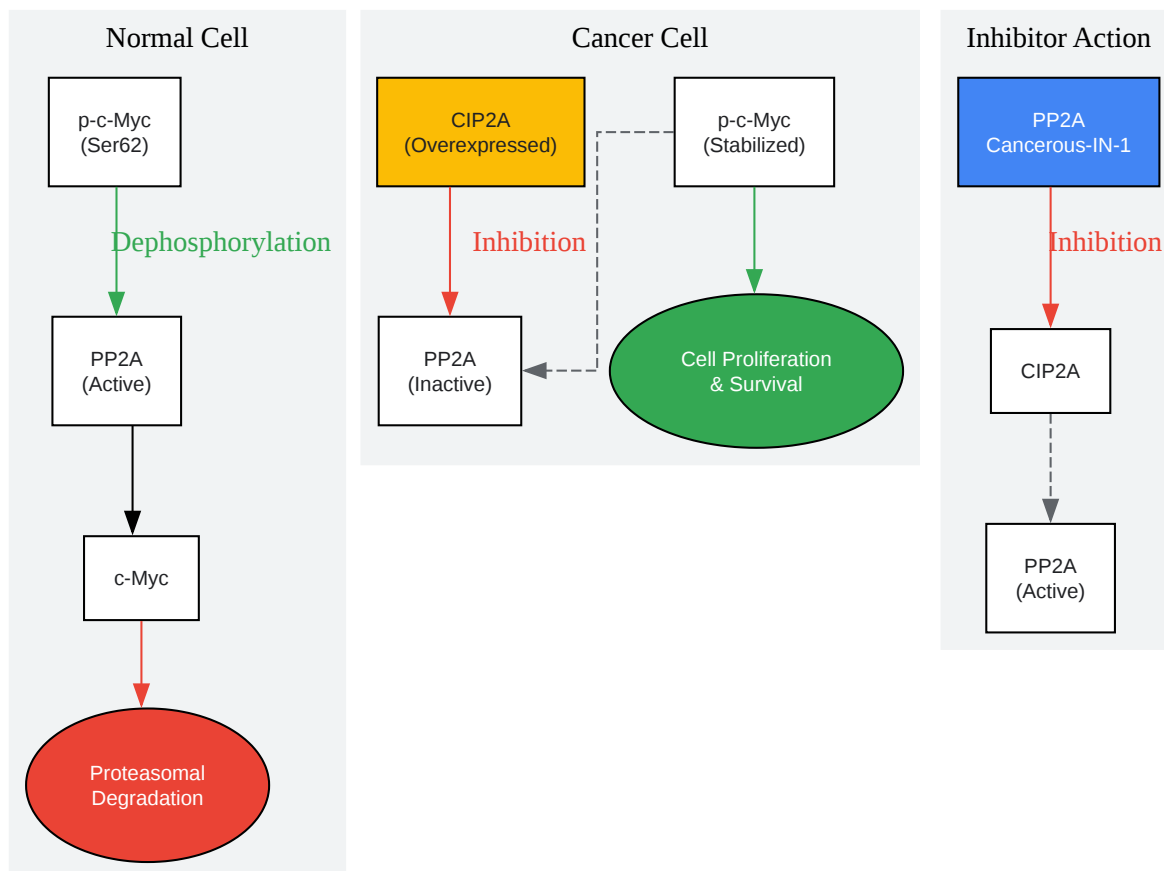 Normal Cell
p-c-Myc
(Ser62)
Dephosphorylation
PP2A
(Active)
c-Myc
Proteasomal
Degradation
Cancer Cell
CIP2A
(Overexpressed)
p-c-Myc
(Stabilized)
Inhibition
PP2A
(Inactive)
Cell Proliferation
& Survival
Inhibitor Action
PP2A
Cancerous-IN-1
Inhibition
CIP2A
PP2A
(Active)